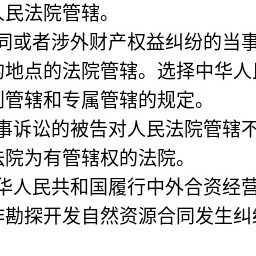 人民法院管辖。
同或者涉外财产权益纠纷的当事
的地点的法院管辖。选择中华人民
别管辖和专属管辖的规定。
事诉讼的被告对人民法院管辖不
法院为有管辖权的法院。
华人民共和国履行中外合资经营
作勘探开发自然资源合同发生纠纷